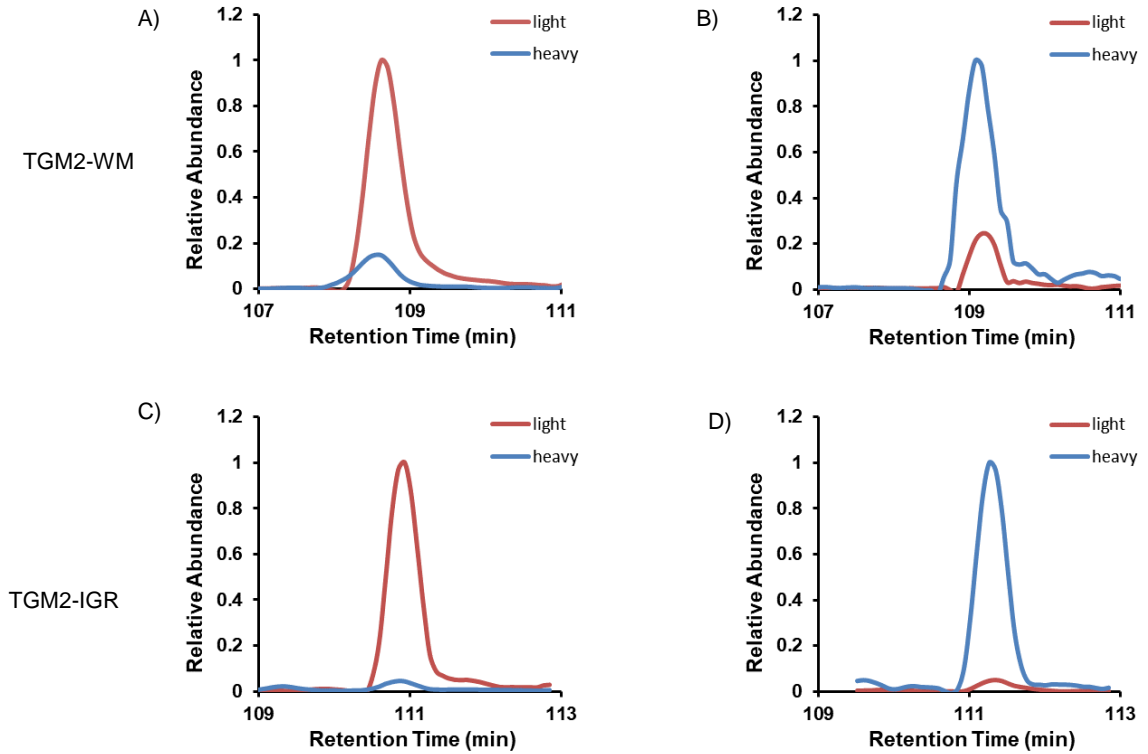 A)
1.2
1
0.8
0.6
0.4
0.2
0
107
109
111
Relative Abundance
Retention Time (min)
light
heavy
B)
1.2
1
0.8
0.6
0.4
0.2
0
107
109
111
Relative Abundance
Retention Time (min)
light
heavy
TGM2-WM
C)
1.2
1
0.8
0.6
0.4
0.2
0
109
111
113
Relative Abundance
Retention Time (min)
light
heavy
D)
1.2
1
0.8
0.6
0.4
0.2
0
109
111
113
Relative Abundance
Retention Time (min)
light
heavy
TGM2-IGR